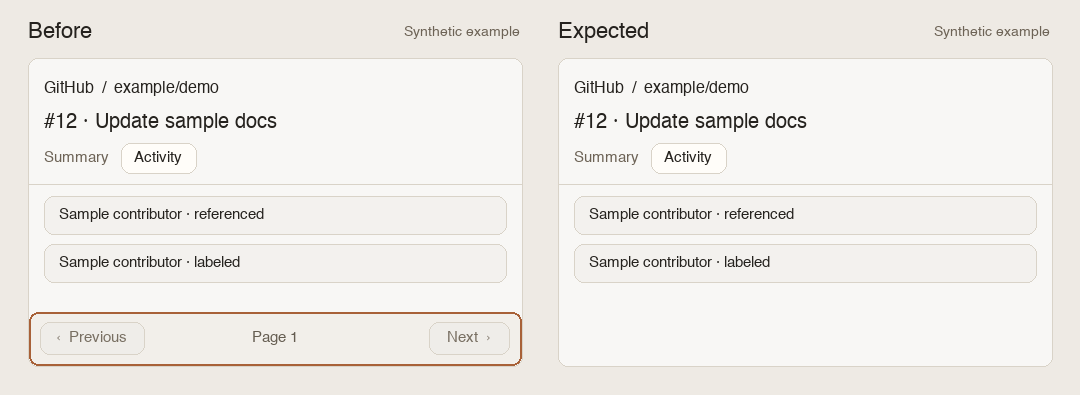 Before
Synthetic example
GitHub / example/demo
#12 · Update sample docs
Summary
Activity
Sample contributor · referenced
Sample contributor · labeled
‹ Previous
Page 1
Next ›
Expected
Synthetic example
GitHub / example/demo
#12 · Update sample docs
Summary
Activity
Sample contributor · referenced
Sample contributor · labeled